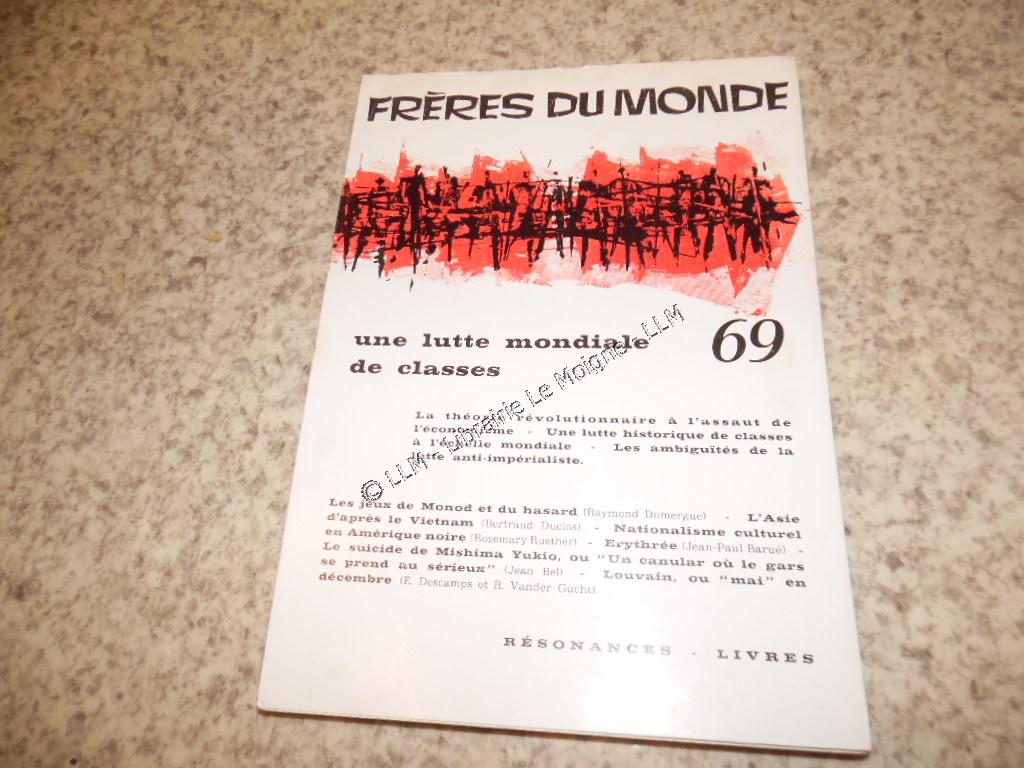 FRÈRES DU MONDE
une lutte mondiale
de classes
69
La théorie révolutionnaire à l'assaut de
l'économisme - Une lutte historique de classes
à l'échelle mondiale - Les ambiguïtés de la
lutte anti-impérialiste.
Les jeux de Monod et du hasard (Raymond Domergue) - L'Asie
d'après le Vietnam (Bertrand Duclos) - Nationalisme culturel
en Amérique noire (Rosemary Ruether) - Erythrée (Jean-Paul Barué) -
Le suicide de Mishima Yukio, ou "Un canular où le gars
se prend au sérieux" (Jean Bel) - Louvain, ou "mai" en
décembre (E. Descamps et R. Vander Gucht).
RÉSONANCES - LIVRES
© LLM - Librairie Le Moigne - LLM